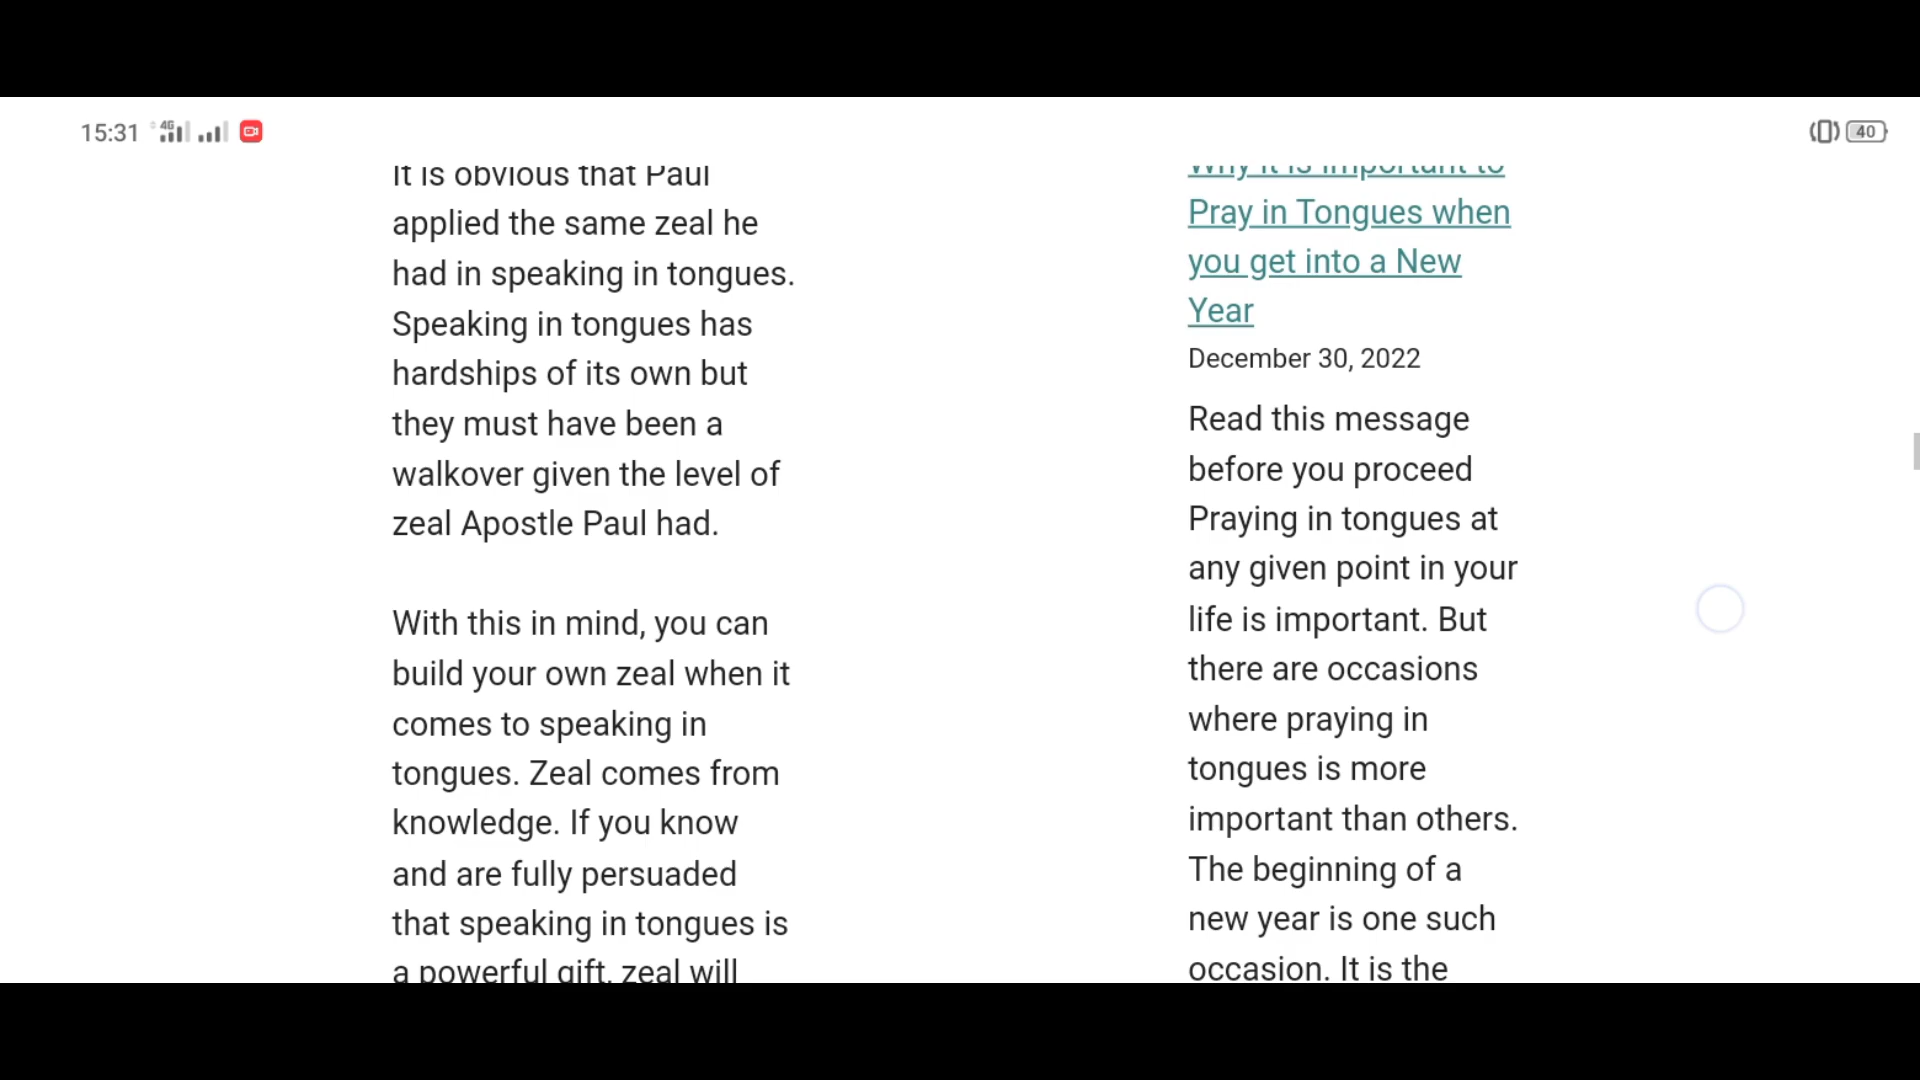 15:31 4G 40
It is obvious that Paul
applied the same zeal he
had in speaking in tongues.
Speaking in tongues has
hardships of its own but
they must have been a
walkover given the level of
zeal Apostle Paul had.
With this in mind, you can
build your own zeal when it
comes to speaking in
tongues. Zeal comes from
knowledge. If you know
and are fully persuaded
that speaking in tongues is
a powerful gift, zeal will
Why it is important to
Pray in Tongues when
you get into a New
Year
December 30, 2022
Read this message
before you proceed
Praying in tongues at
any given point in your
life is important. But
there are occasions
where praying in
tongues is more
important than others.
The beginning of a
new year is one such
occasion. It is the